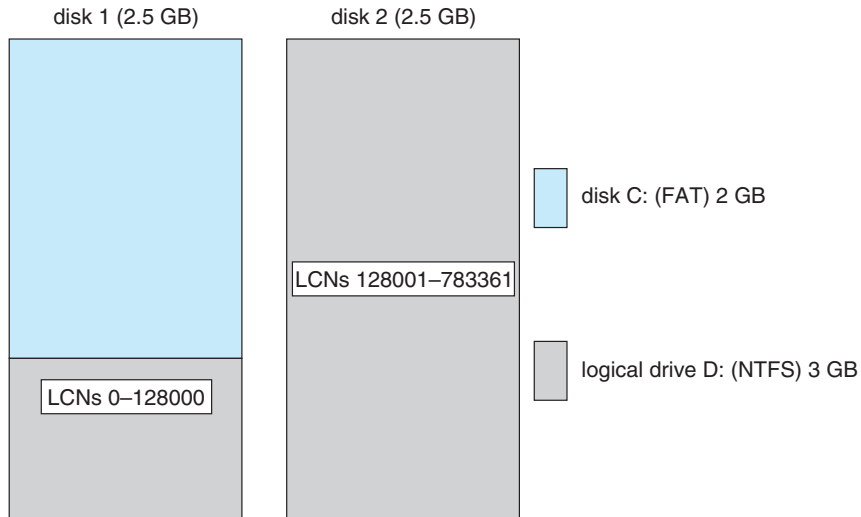 disk 1 (2.5 GB)
disk 2 (2.5 GB)
disk C: (FAT) 2 GB
LCNs 128001–783361
logical drive D: (NTFS) 3 GB
LCNs 0–128000